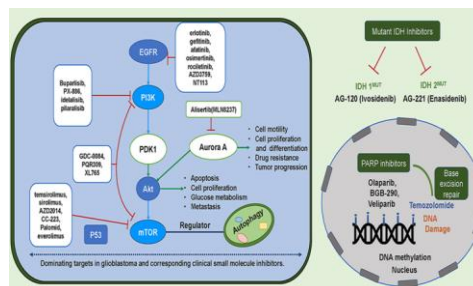 EGFR
erlotinib,
gefitinib,
afatinib,
osimertinib,
rociletinib,
AZD3759,
NT113
Buparlisib,
PX-866,
idelalisib,
pilaralisib
PI3K
Alisertib(MLN8237)
PDK1
Aurora A
• Cell motility
• Cell proliferation
and differentiation
• Drug resistance
• Tumor progression
GDC-0084,
PQR309,
XL765
Akt
• Apoptosis
• Cell proliferation
• Glucose metabolism
• Metastasis
temsirolimus,
sirolimus,
AZD2014,
CC-223,
Palomid,
everolimus
P53
mTOR
Regulator
Autophagy
Dominating targets in glioblastoma and corresponding clinical small molecule inhibitors.
Mutant IDH Inhibitors
IDH 1MUT
AG-120 (Ivosidenib)
IDH 2MUT
AG-221 (Enasidenib)
PARP inhibitors
Olaparib,
BGB-290,
Veliparib
Base
excision
repair
Temozolomide
DNA
Damage
DNA methylation
Nucleus